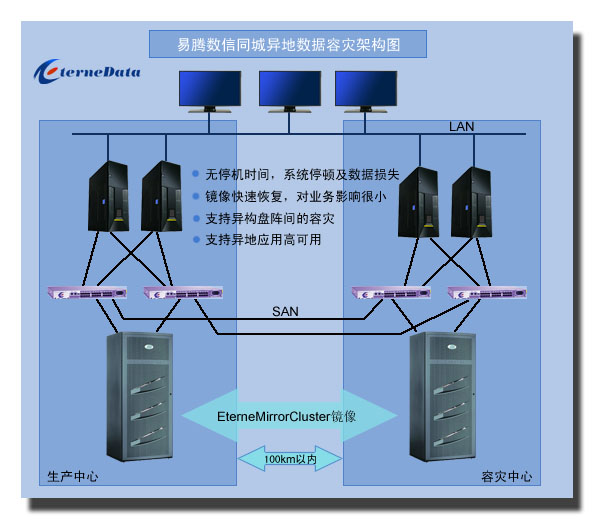 易腾数信同城异地数据容灾架构图
EterneData
LAN
无停机时间，系统停顿及数据损失
镜像快速恢复，对业务影响很小
支持异构盘阵间的容灾
支持异地应用高可用
SAN
EterneMirrorCluster镜像
100km以内
生产中心
容灾中心